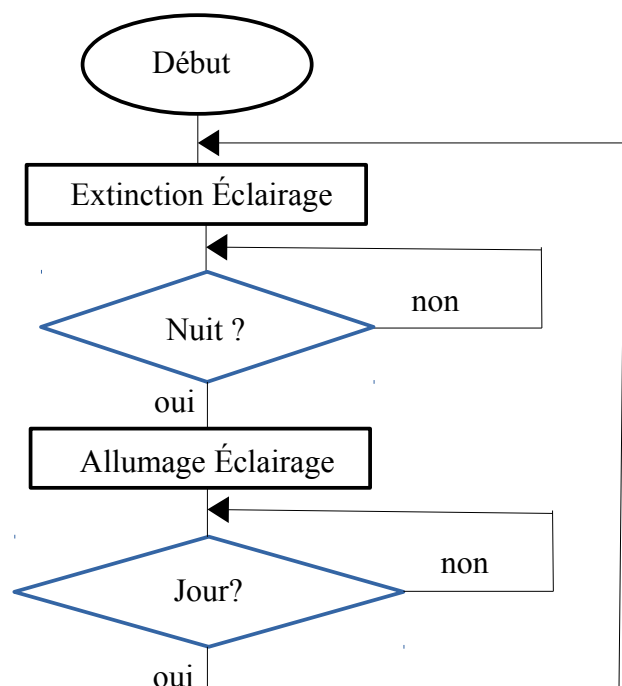 Début
Extinction Éclairage
non
Nuit ?
oui
Allumage Éclairage
non
Jour?
oui